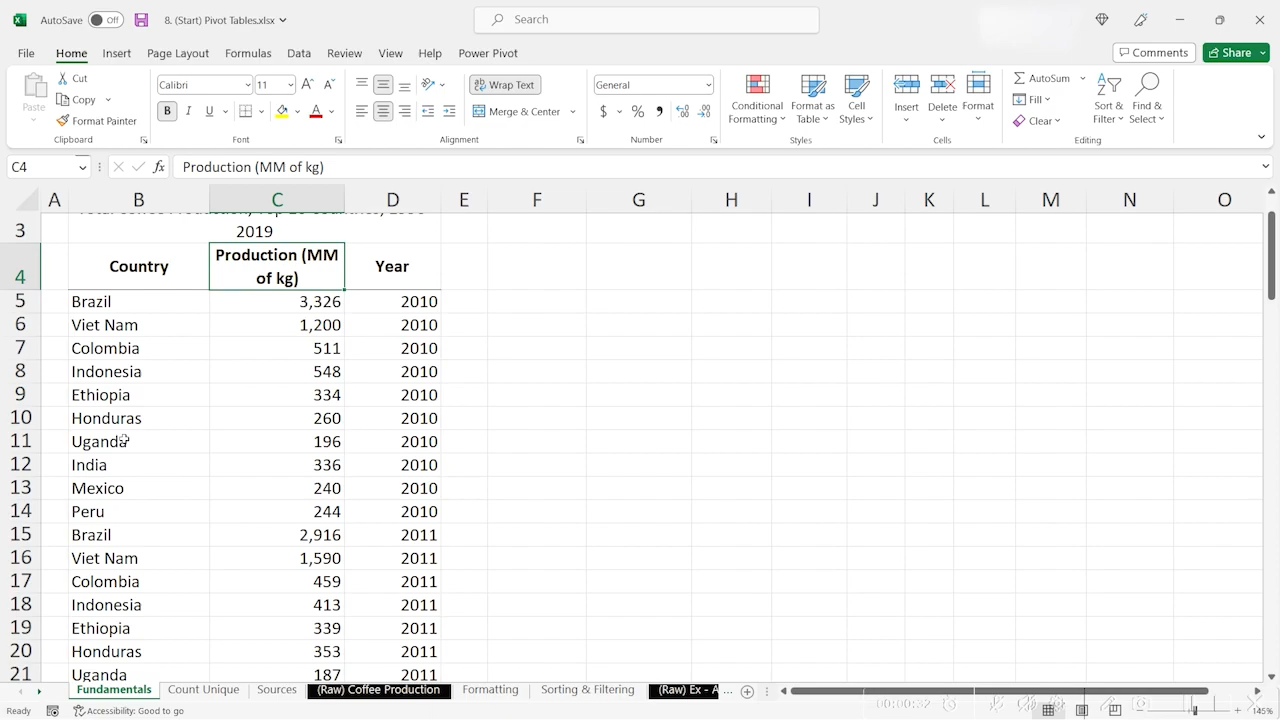 AutoSave Off 8. (Start) Pivot Tables.xlsx Search
File Home Insert Page Layout Formulas Data Review View Help Power Pivot Comments Share
Paste Cut Copy Format Painter
Calibri 11
B I U A
Wrap Text
Merge & Center
General
$ % 9
Conditional Formatting Format as Table Cell Styles
Insert Delete Format
AutoSum Fill Clear
Sort & Filter Find & Select
Clipboard Font Alignment Number Styles Cells Editing
C4 fx Production (MM of kg)
A B C D E F G H I J K L M N O
3 2019
4 Country Production (MM of kg) Year
5 Brazil 3,326 2010
6 Viet Nam 1,200 2010
7 Colombia 511 2010
8 Indonesia 548 2010
9 Ethiopia 334 2010
10 Honduras 260 2010
11 Uganda 196 2010
12 India 336 2010
13 Mexico 240 2010
14 Peru 244 2010
15 Brazil 2,916 2011
16 Viet Nam 1,590 2011
17 Colombia 459 2011
18 Indonesia 413 2011
19 Ethiopia 339 2011
20 Honduras 353 2011
21 Uganda 187 2011
Fundamentals Count Unique Sources (Raw) Coffee Production Formatting Sorting & Filtering (Raw) Ex - A ...
Ready Accessibility: Good to go 00:00:32 145%